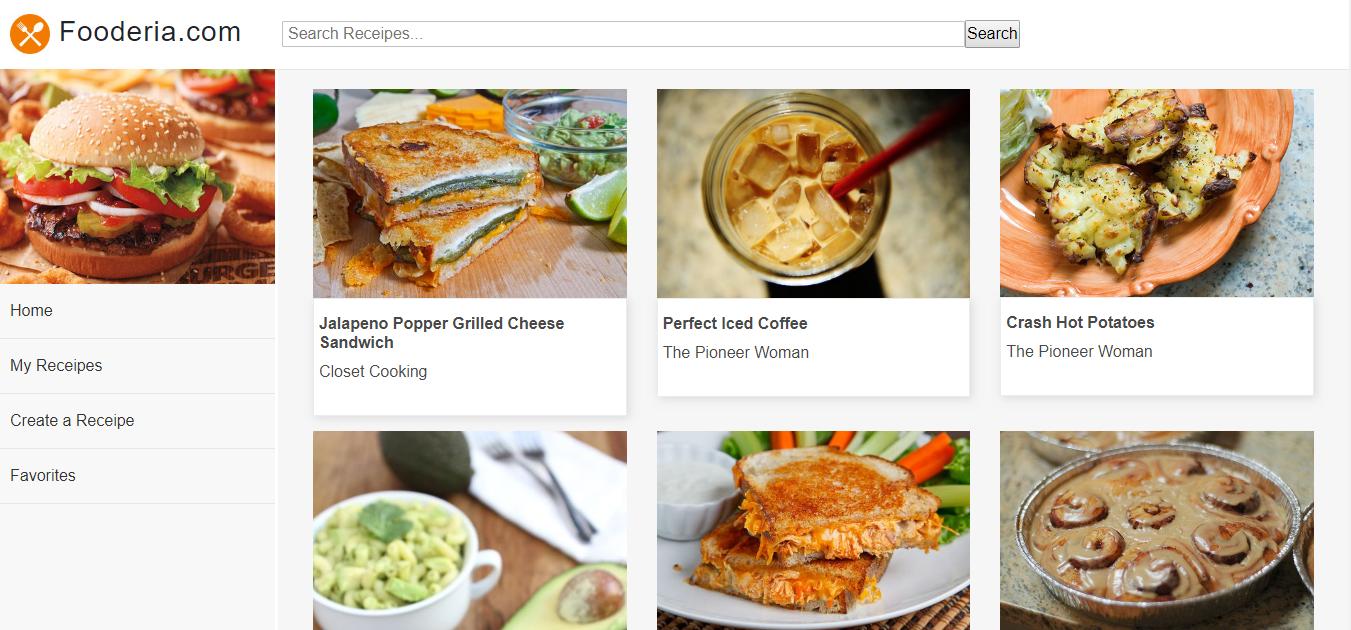 Fooderia.com
Search Receipes...
Search
Home
My Receipes
Create a Receipe
Favorites
Jalapeno Popper Grilled Cheese
Sandwich
Closet Cooking
Perfect Iced Coffee
The Pioneer Woman
Crash Hot Potatoes
The Pioneer Woman